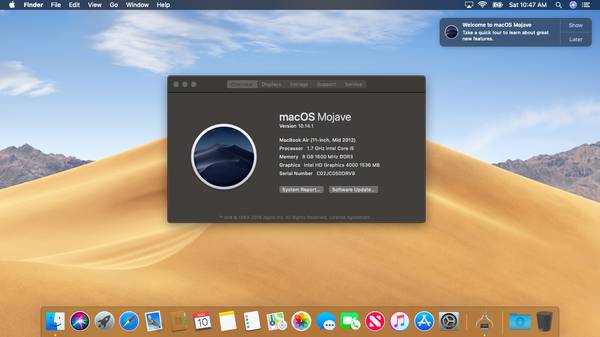 Finder File Edit View Go Window Help
Sat 10:47 AM
Welcome to macOS Mojave
Take a quick tour to learn about great
new features.
Show
Later
Overview Displays Storage Support Service
macOS Mojave
Version 10.14.1
MacBook Air (11-inch, Mid 2012)
Processor 1.7 GHz Intel Core i5
Memory 8 GB 1600 MHz DDR3
Graphics Intel HD Graphics 4000 1536 MB
Serial Number C02JC05DDRV9
System Report... Software Update...
™ and © 1983-2018 Apple Inc. All Rights Reserved. License Agreement
NOV
10